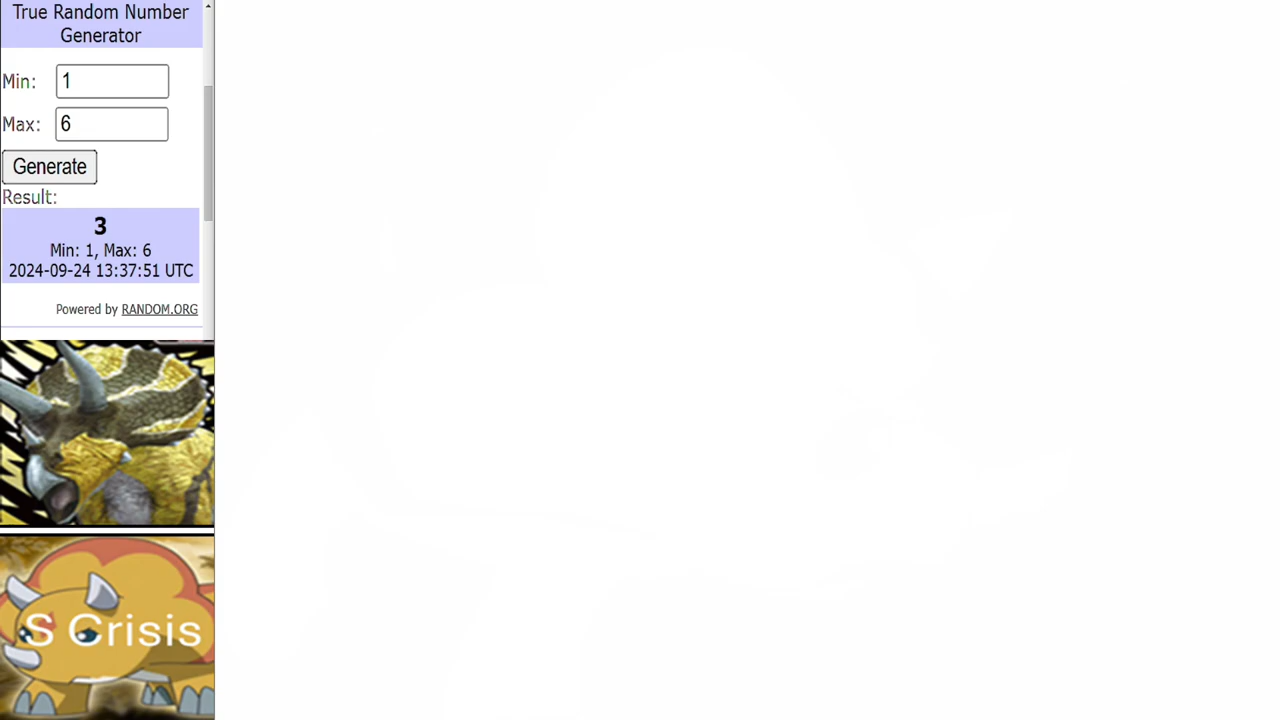 True Random Number
Generator
Min: 1
Max: 6
Generate
Result:
3
Min: 1, Max: 6
2024-09-24 13:37:51 UTC
Powered by RANDOM.ORG
S Crisis